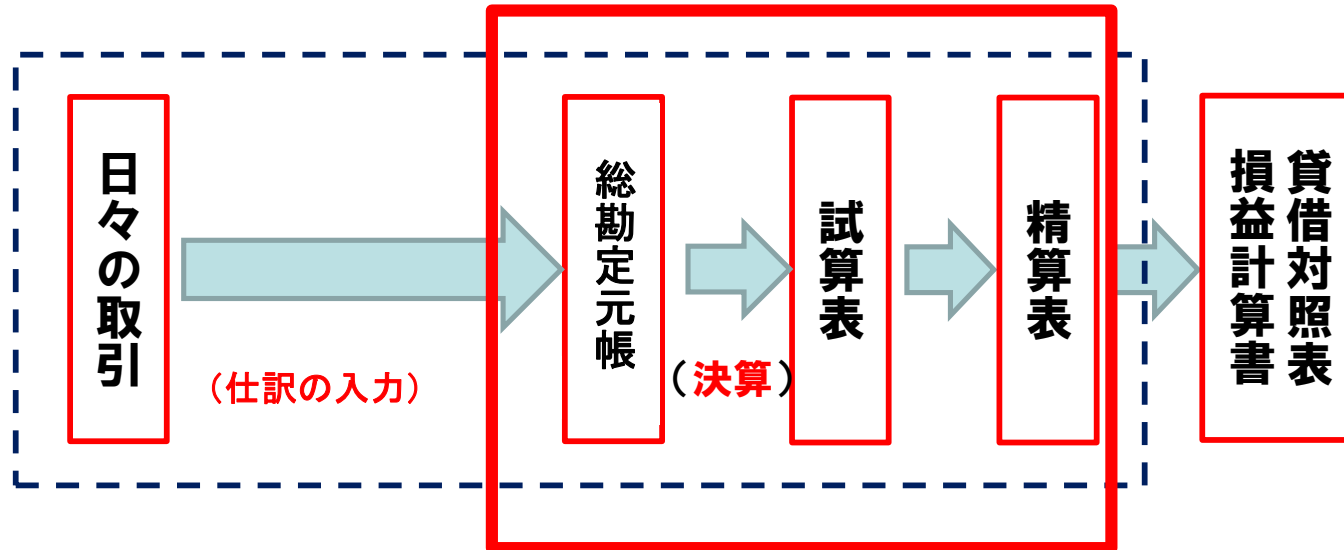 日々の取引
（仕訳の入力）
総勘定元帳
（決算）
試算表
精算表
貸借対照表
損益計算書